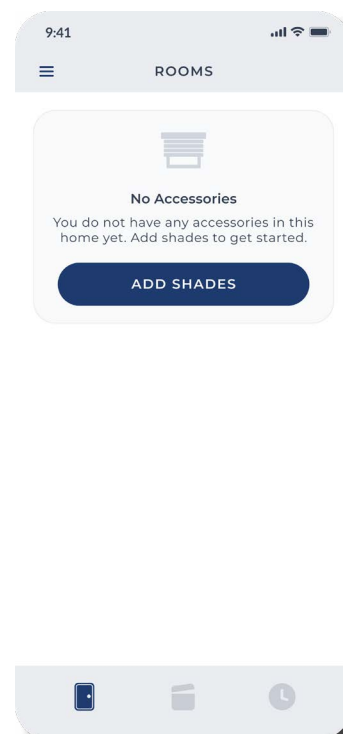 9:41
ROOMS
No Accessories
You do not have any accessories in this
home yet. Add shades to get started.
ADD SHADES